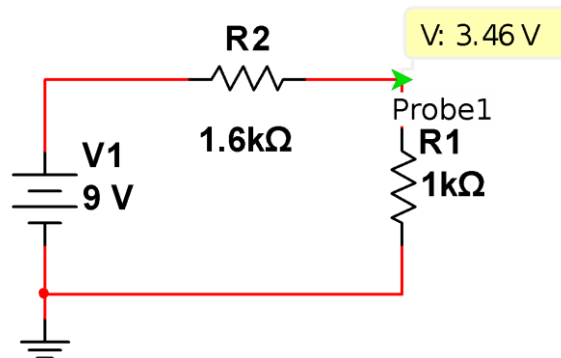 V: 3.46 V
R2
Probe1
1.6kΩ
R1
V1
1kΩ
9 V